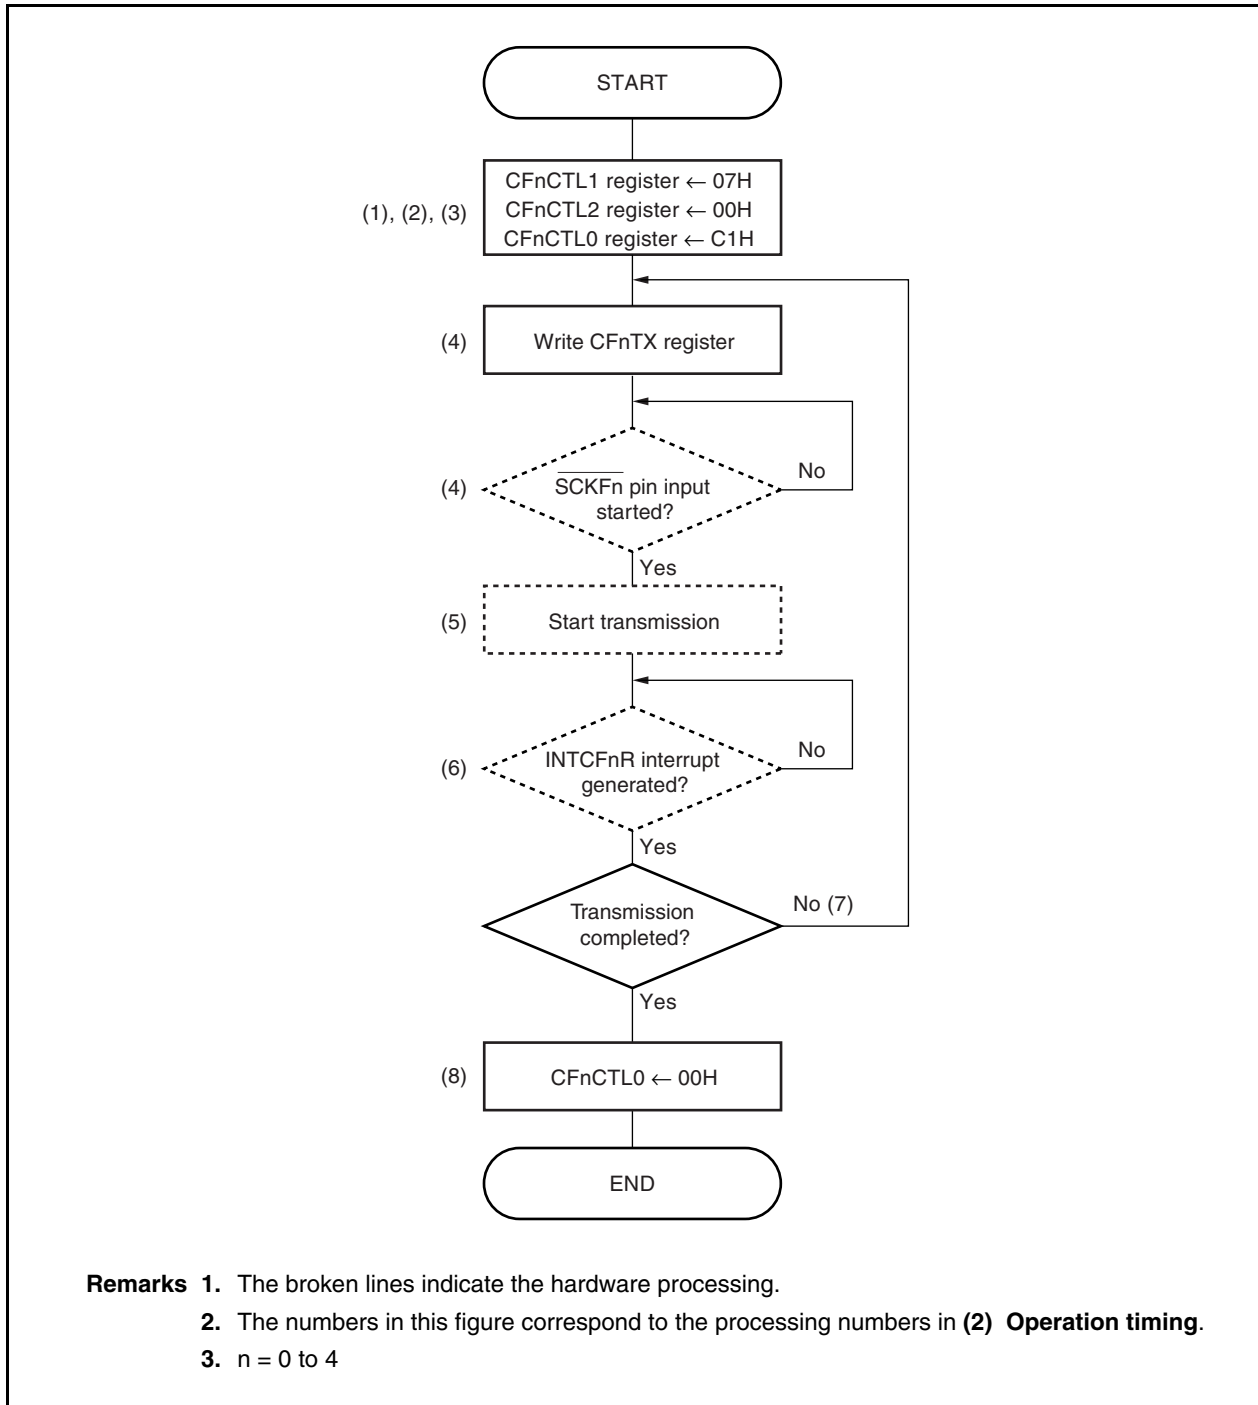 START
(1), (2), (3)
CFnCTL1 register ← 07H
CFnCTL2 register ← 00H
CFnCTL0 register ← C1H
(4)
Write CFnTX register
(4)
SCKFn pin input
started?
No
Yes
(5)
Start transmission
(6)
INTCFnR interrupt
generated?
No
Yes
Transmission
completed?
No (7)
Yes
(8)
CFnCTL0 ← 00H
END
Remarks 1. The broken lines indicate the hardware processing.
2. The numbers in this figure correspond to the processing numbers in (2) Operation timing.
3. n = 0 to 4